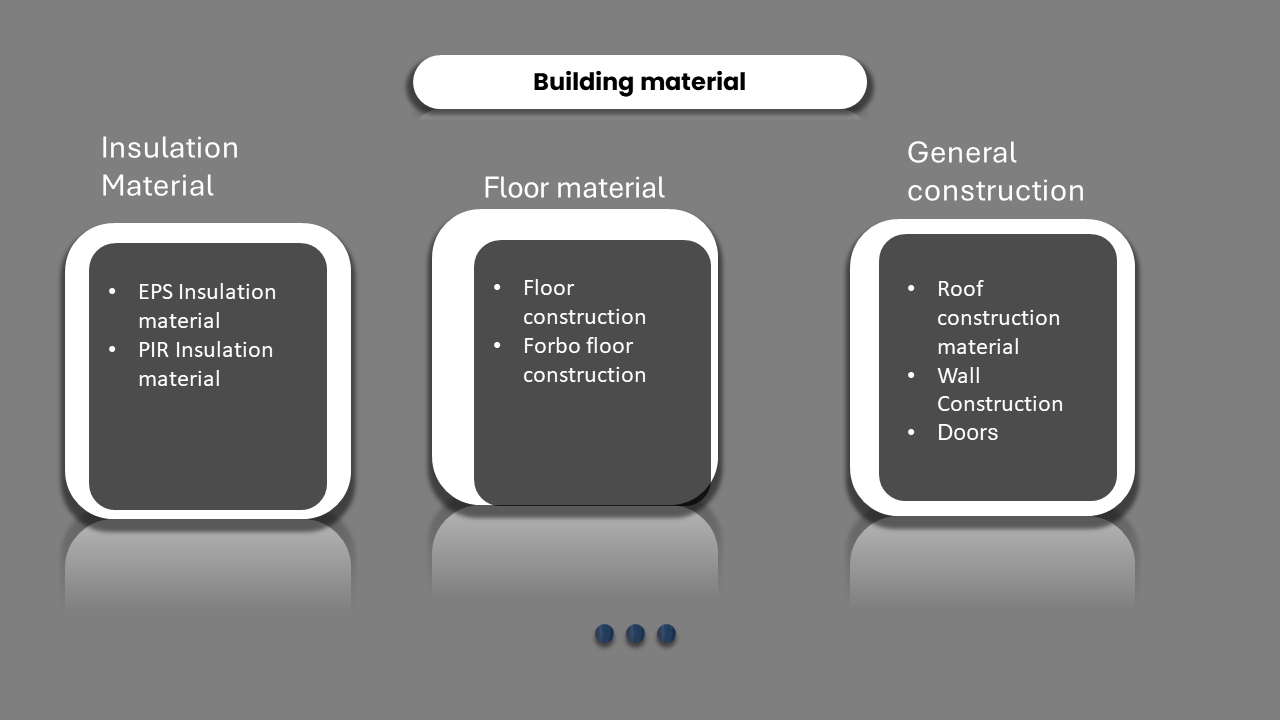 Building material
Insulation
Material
• EPS Insulation
material
• PIR Insulation
material
Floor material
• Floor
construction
• Forbo floor
construction
General
construction
• Roof
construction
material
• Wall
Construction
• Doors